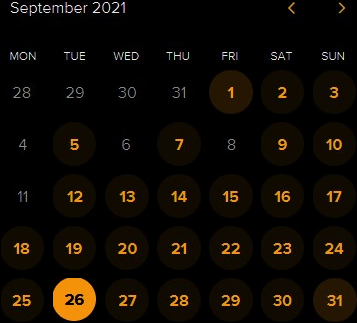 September 2021
MON TUE WED THU FRI SAT SUN
28 29 30 31 1 2 3
4 5 6 7 8 9 10
11 12 13 14 15 16 17
18 19 20 21 22 23 24
25 26 27 28 29 30 31